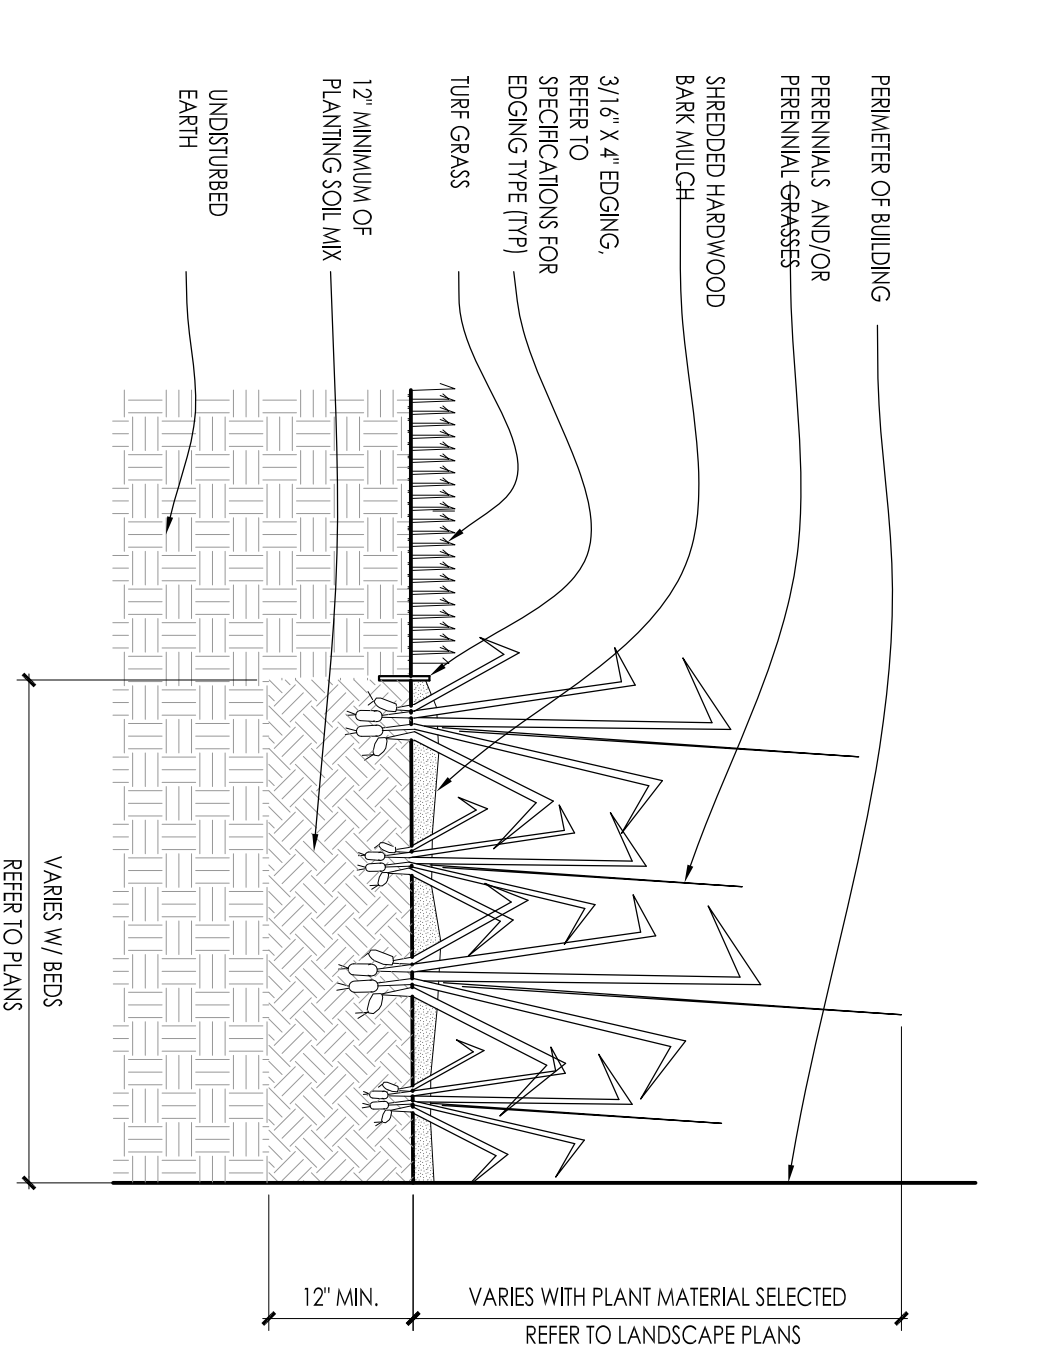 PERIMETER OF BUILDING
PERENNIALS AND/OR
PERENNIAL GRASSES
SHREDDED HARDWOOD
BARK MULCH
3/16" X 4" EDGING,
REFER TO
SPECIFICATIONS FOR
EDGING TYPE (TYP)
TURF GRASS
12" MINIMUM OF
PLANTING SOIL MIX
UNDISTURBED
EARTH
VARIES W/ BEDS
REFER TO PLANS
12" MIN.
VARIES WITH PLANT MATERIAL SELECTED
REFER TO LANDSCAPE PLANS